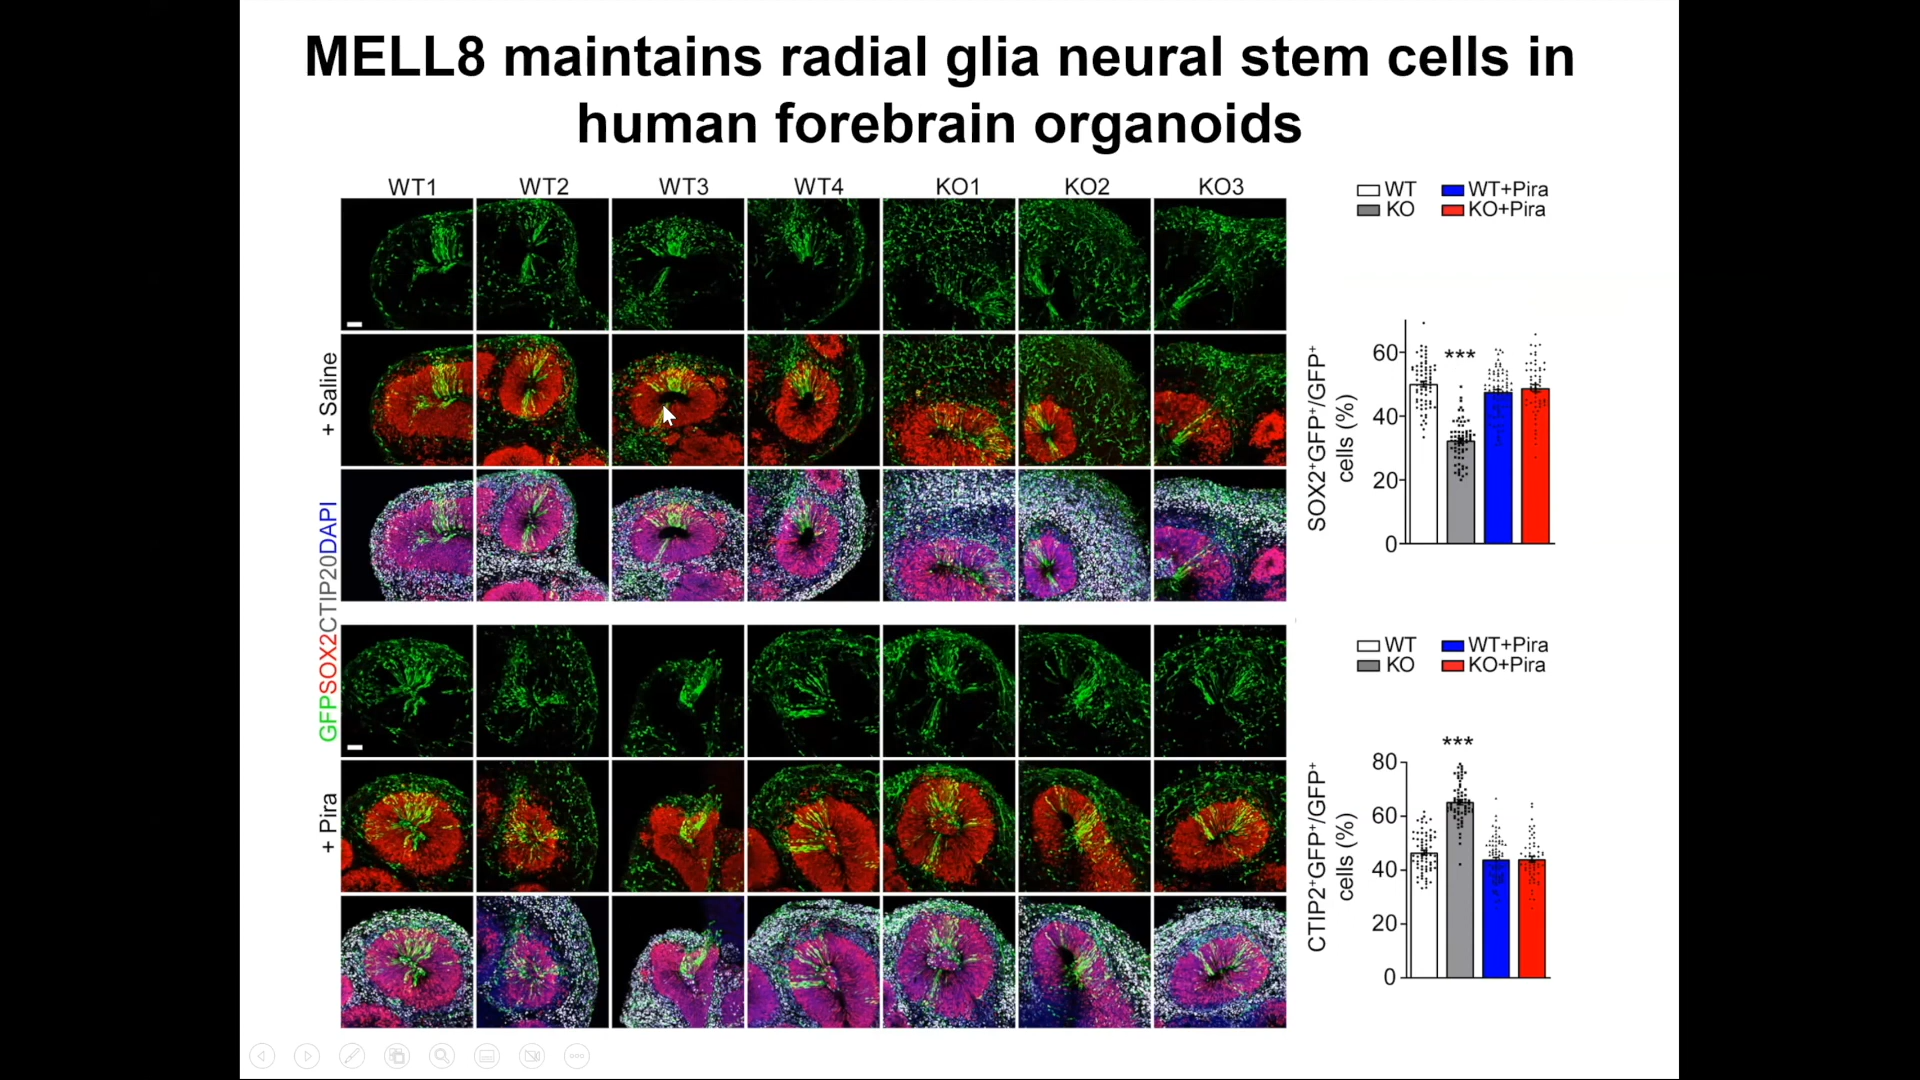 MELL8 maintains radial glia neural stem cells in
human forebrain organoids
WT1 WT2 WT3 WT4 KO1 KO2 KO3
+ Saline
+ Pira
GFPSOX2CTIP20DAPI
WT WT+Pira
KO KO+Pira
SOX2+GFP+/GFP+
cells (%)
60
40
20
0
***
WT WT+Pira
KO KO+Pira
CTIP2+GFP+/GFP+
cells (%)
80
60
40
20
0
***